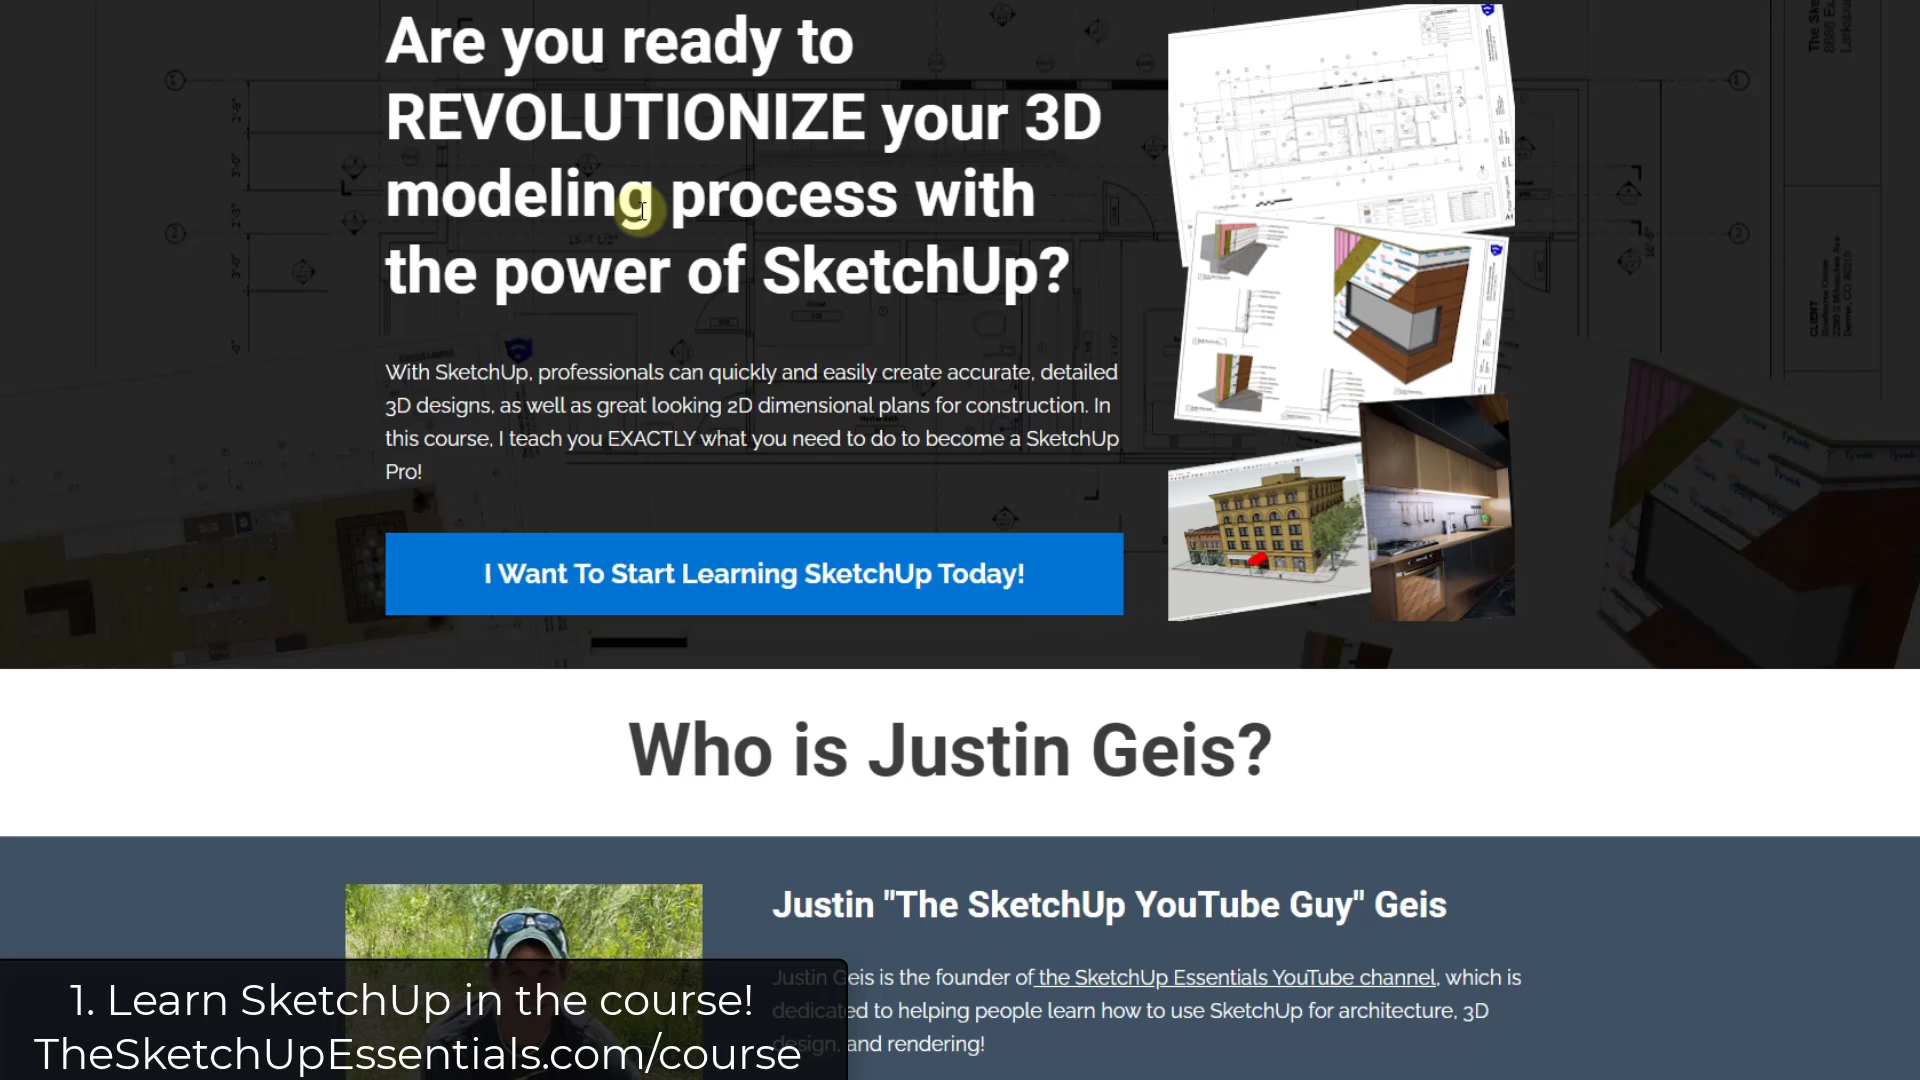 Are you ready to
REVOLUTIONIZE your 3D
modeling process with
the power of SketchUp?
With SketchUp, professionals can quickly and easily create accurate, detailed
3D designs, as well as great looking 2D dimensional plans for construction. In
this course, I teach you EXACTLY what you need to do to become a SketchUp
Pro!
I Want To Start Learning SketchUp Today!
Who is Justin Geis?
Justin "The SketchUp YouTube Guy" Geis
Justin Geis is the founder of the SketchUp Essentials YouTube channel, which is
dedicated to helping people learn how to use SketchUp for architecture, 3D
design, and rendering!
1. Learn SketchUp in the course!
TheSketchUpEssentials.com/course